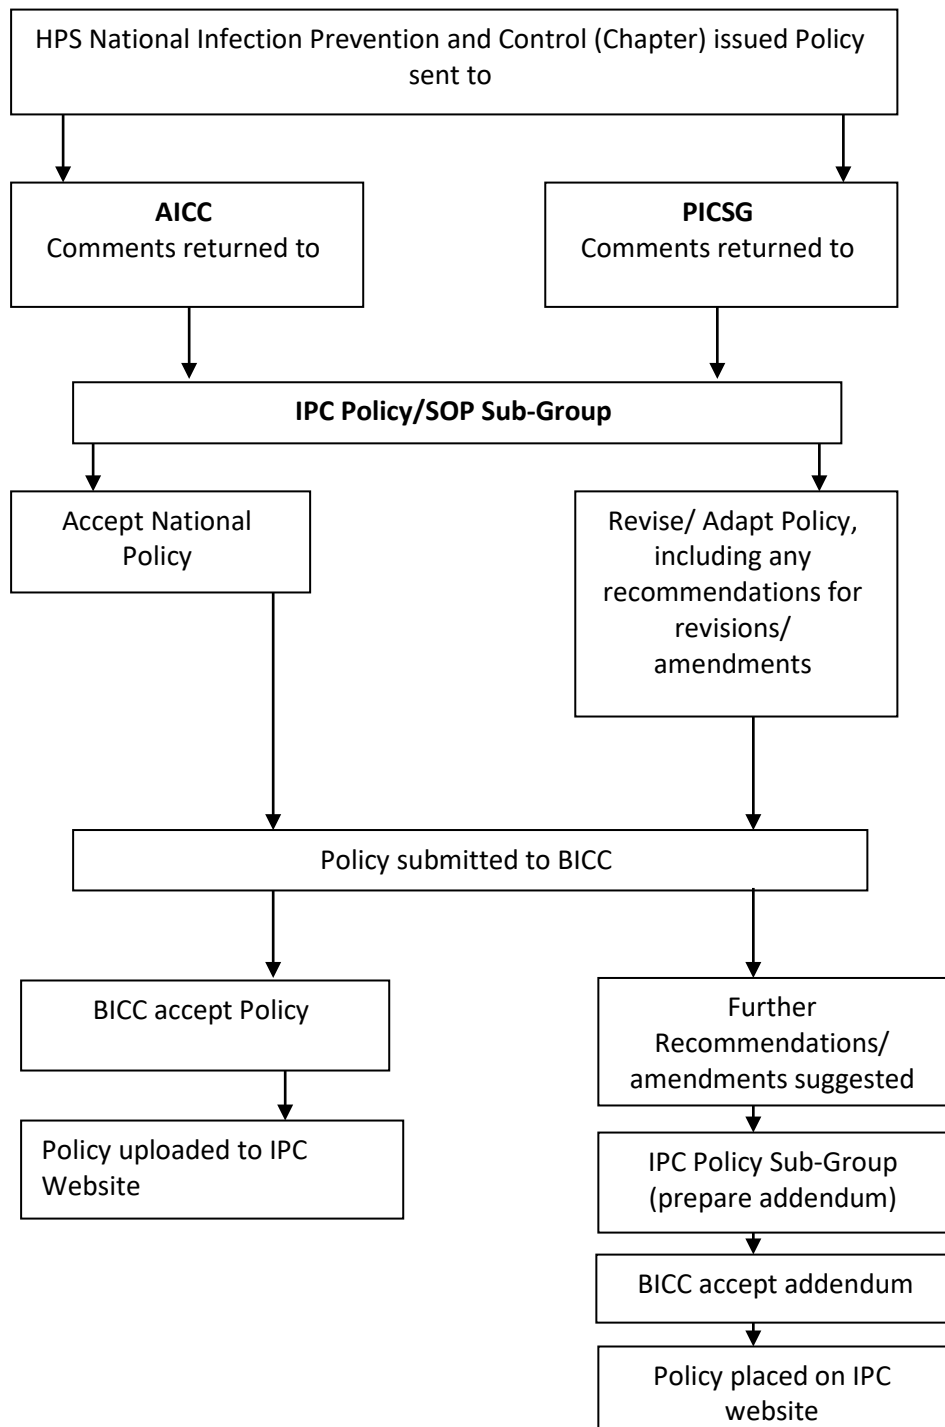 HPS National Infection Prevention and Control (Chapter) issued Policy
sent to
AICC
Comments returned to
PICSG
Comments returned to
IPC Policy/SOP Sub-Group
Accept National
Policy
Revise/ Adapt Policy,
including any
recommendations for
revisions/
amendments
Policy submitted to BICC
BICC accept Policy
Policy uploaded to IPC
Website
Further
Recommendations/
amendments suggested
IPC Policy Sub-Group
(prepare addendum)
BICC accept addendum
Policy placed on IPC
website